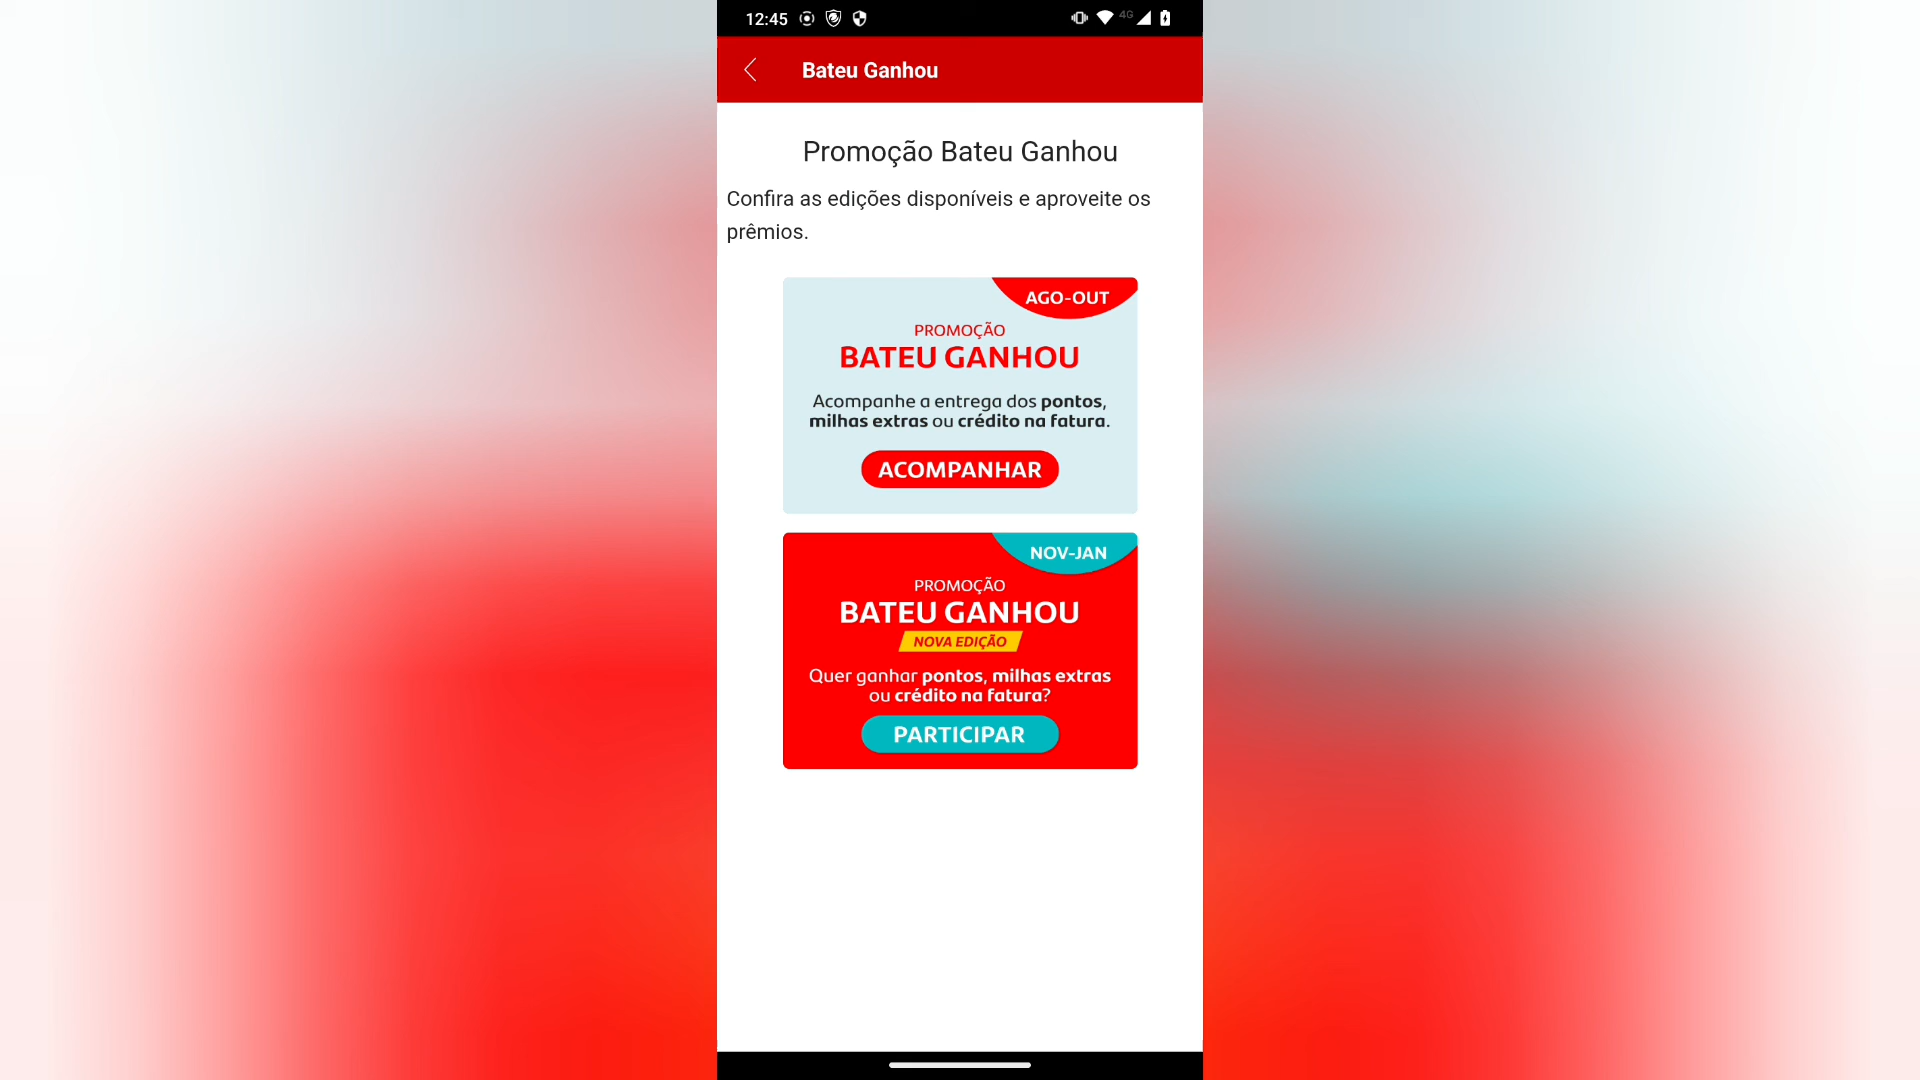 12:45
4G
Bateu Ganhou
Promoção Bateu Ganhou
Confira as edições disponíveis e aproveite os
prêmios.
AGO-OUT
PROMOÇÃO
BATEU GANHOU
Acompanhe a entrega dos pontos,
milhas extras ou crédito na fatura.
ACOMPANHAR
NOV-JAN
PROMOÇÃO
BATEU GANHOU
NOVA EDIÇÃO
Quer ganhar pontos, milhas extras
ou crédito na fatura?
PARTICIPAR